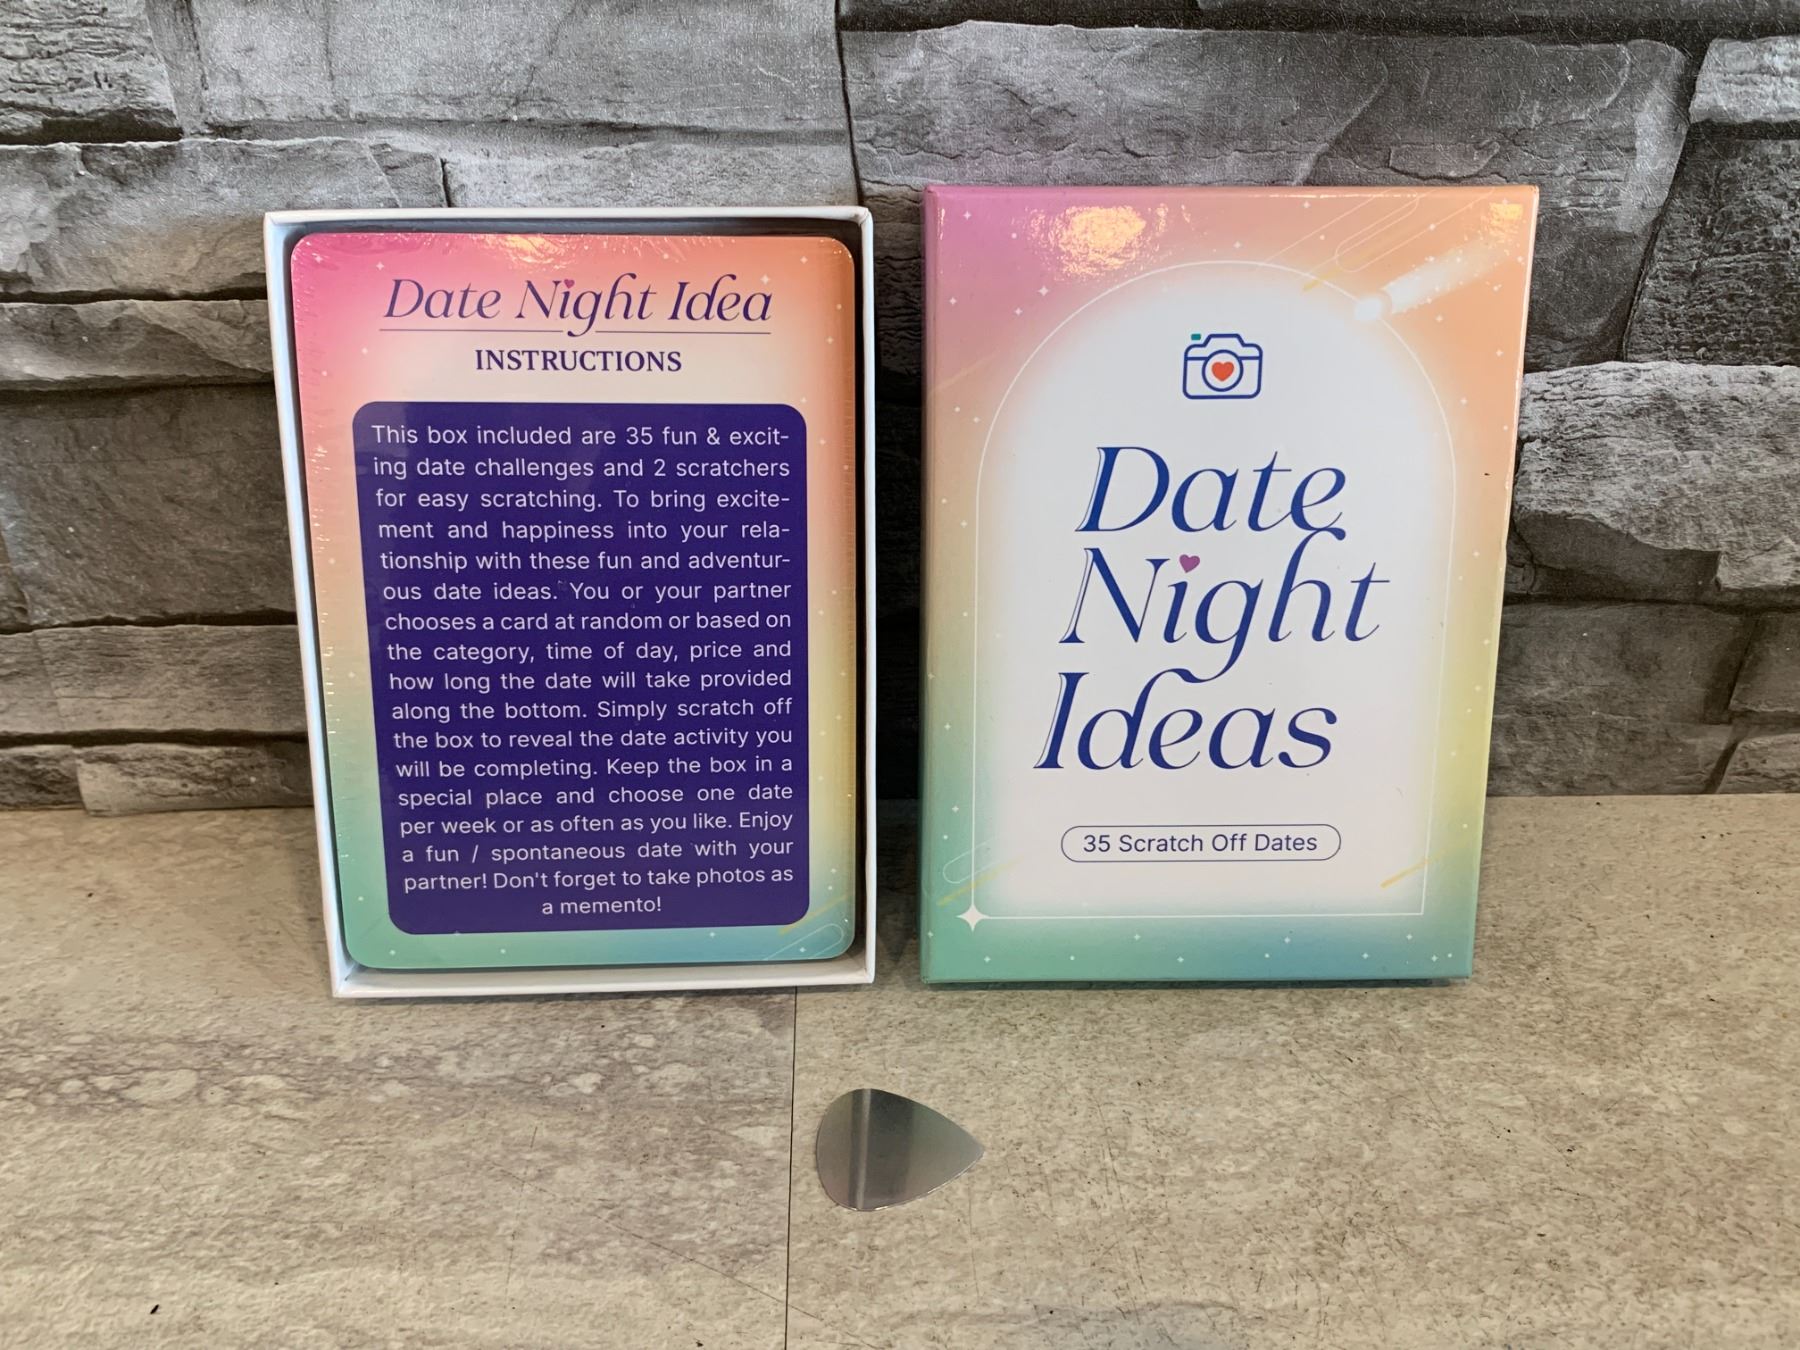 Date Night Idea
INSTRUCTIONS
This box included are 35 fun & excit-
ing date challenges and 2 scratchers
for easy scratching. To bring excite-
ment and happiness into your rela-
tionship with these fun and adventur-
ous date ideas. You or your partner
chooses a card at random or based on
the category, time of day, price and
how long the date will take provided
along the bottom. Simply scratch off
the box to reveal the date activity you
will be completing. Keep the box in a
special place and choose one date
per week or as often as you like. Enjoy
a fun / spontaneous date with your
partner! Don't forget to take photos as
a memento!
Date
Night
Ideas
35 Scratch Off Dates